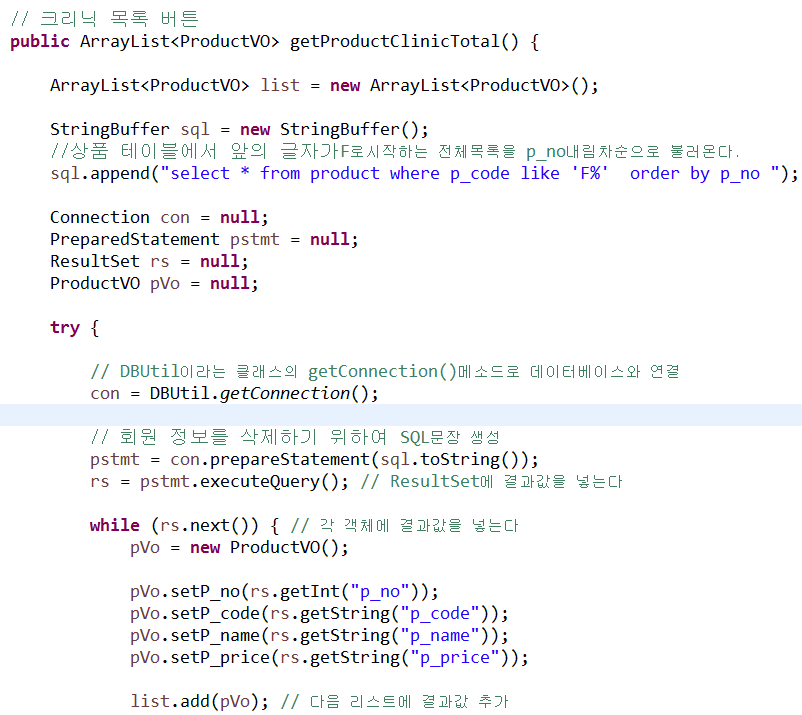 // 크리닉 목록 버튼
public ArrayList<ProductVO> getProductClinicTotal() {
ArrayList<ProductVO> list = new ArrayList<ProductVO>();
StringBuffer sql = new StringBuffer();
//상품 테이블에서 앞의 글자가F로시작하는 전체목록을 p_no내림차순으로 불러온다.
sql.append("select * from product where p_code like 'F%'  order by p_no ");
Connection con = null;
PreparedStatement pstmt = null;
ResultSet rs = null;
ProductVO pVo = null;
try {
// DBUtil이라는 클래스의 getConnection()메소드로 데이터베이스와 연결
con = DBUtil.getConnection();
// 회원 정보를 삭제하기 위하여 SQL문장 생성
pstmt = con.prepareStatement(sql.toString());
rs = pstmt.executeQuery(); // ResultSet에 결과값을 넣는다
while (rs.next()) { // 각 객체에 결과값을 넣는다
pVo = new ProductVO();
pVo.setP_no(rs.getInt("p_no"));
pVo.setP_code(rs.getString("p_code"));
pVo.setP_name(rs.getString("p_name"));
pVo.setP_price(rs.getString("p_price"));
list.add(pVo); // 다음 리스트에 결과값 추가